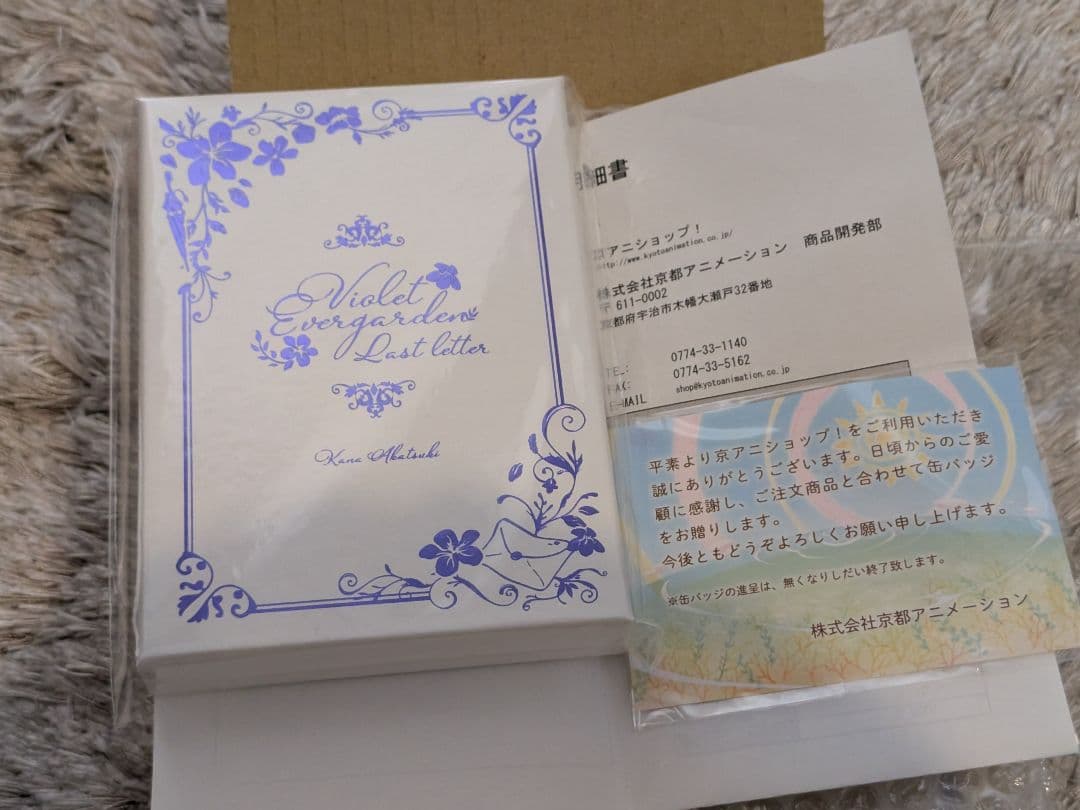 Violet
Evergarden
Last letter
Kana Akatsuki
細書
アニショップ！
http://www.kyotoanimation.co.jp/
株式会社京都アニメーション 商品開発部
〒611-0002
京都府宇治市木幡大瀬戸32番地
TEL: 0774-33-1140
FAX: 0774-33-5162
E-MAIL shop@kyotoanimation.co.jp
平素より京アニショップ！をご利用いただき
誠にありがとうございます。日頃からのご愛
顧に感謝し、ご注文商品と合わせて缶バッジ
をお贈りします。
今後ともどうぞよろしくお願い申し上げます。
※缶バッジの進呈は、無くなりしだい終了致します。
株式会社京都アニメーション